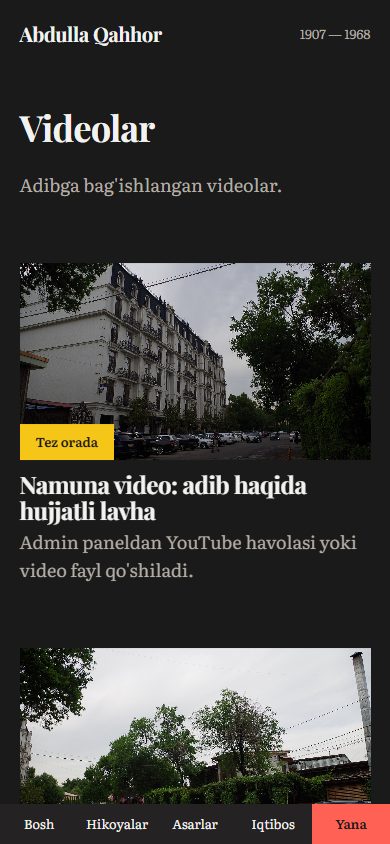 Abdulla Qahhor
1907 — 1968
Videolar
Adibga bag'ishlangan videolar.
Tez orada
Namuna video: adib haqida
hujjatli lavha
Admin paneldan YouTube havolasi yoki
video fayl qo'shiladi.
Bosh
Hikoyalar
Asarlar
Iqtibos
Yana